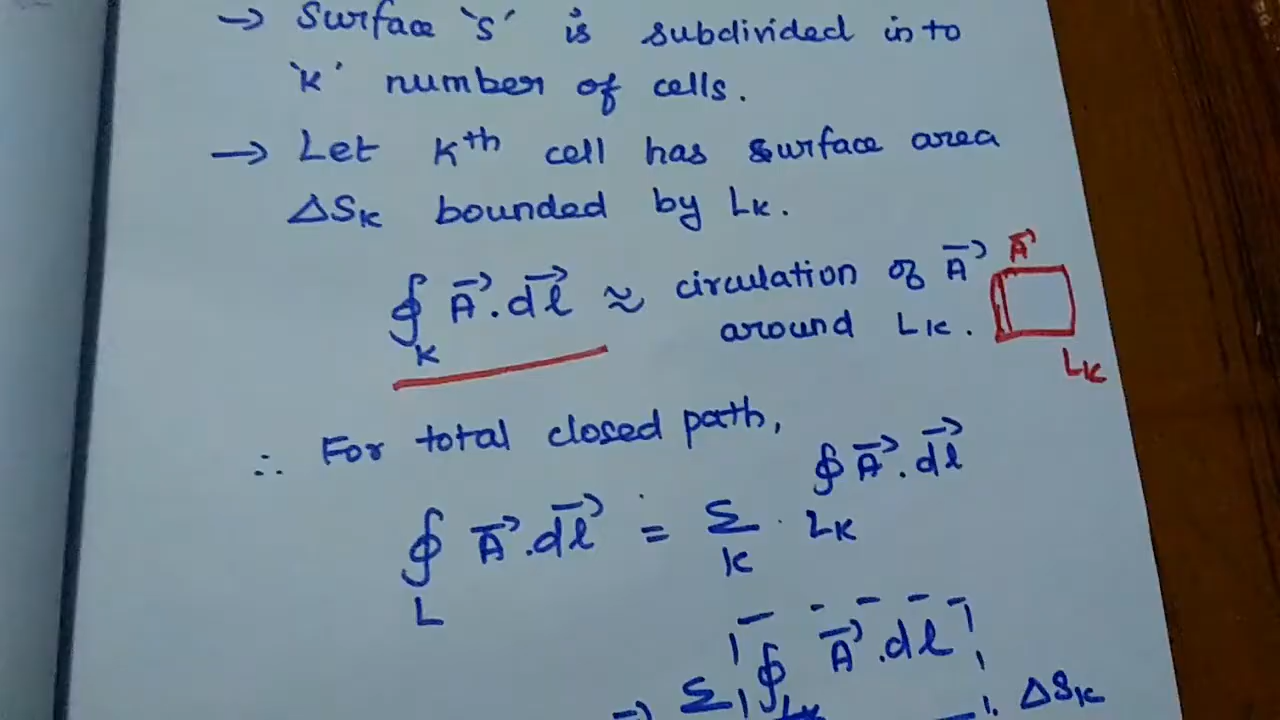 → Surface 's' is subdivided into
'K' number of cells.
→ Let Kth cell has surface area
ΔSK bounded by LK.
∮K A⃗.dl⃗ ≈ circulation of A⃗
around LK.
A⃗
LK
∴ For total closed path,
∮L A⃗.dl⃗ = ΣK ∮LK A⃗.dl⃗
⇒ Σ ∮LK A⃗.dl ΔSK